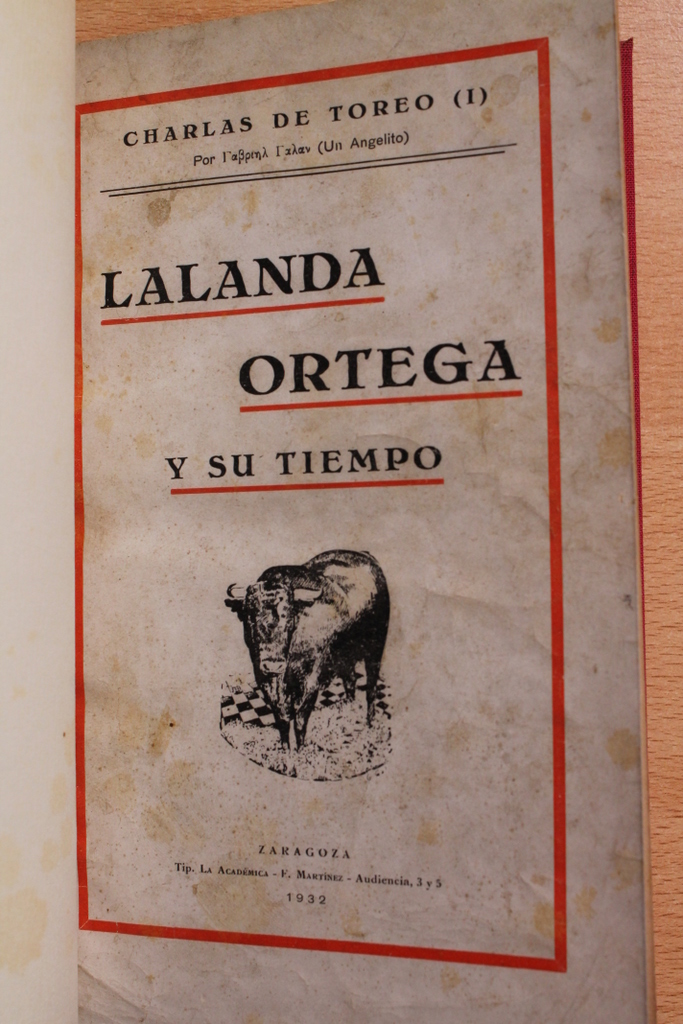 CHARLAS DE TOREO (I)
Por Γαβριηλ Γαλαν (Un Angelito)
LALANDA
ORTEGA
Y SU TIEMPO
ZARAGOZA
Tip. LA ACADÉMICA - F. MARTÍNEZ - Audiencia, 3 y 5
1932